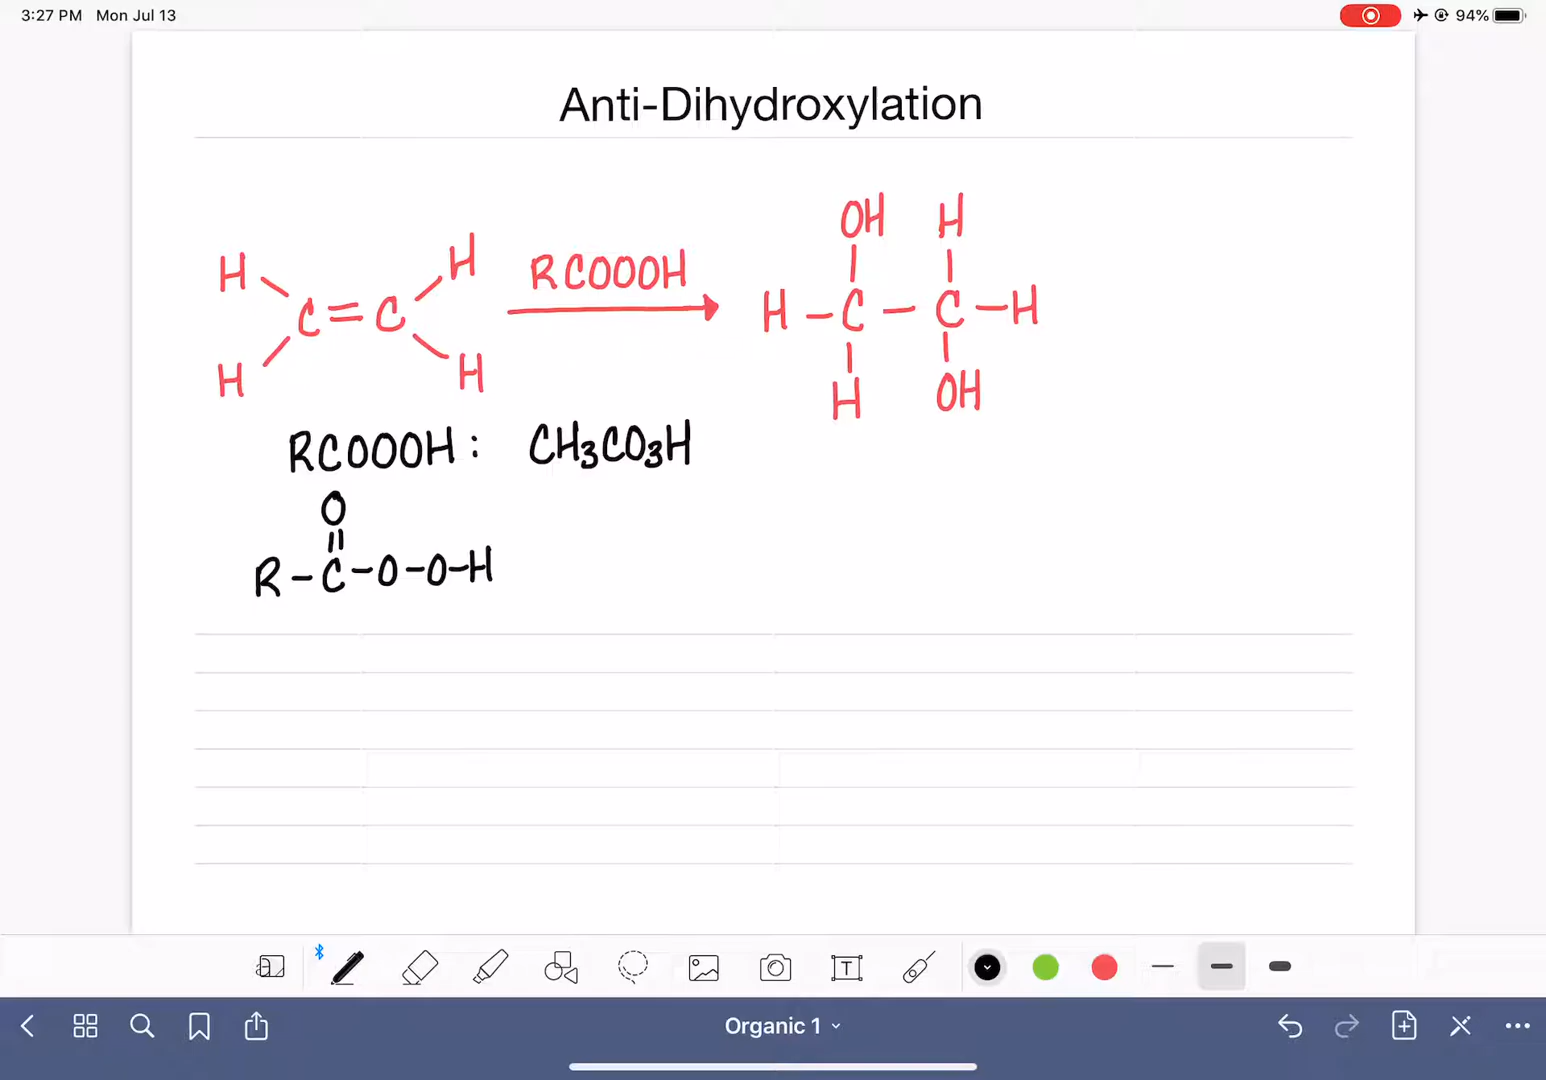 3:27 PM Mon Jul 13
94%
Anti-Dihydroxylation
OH H
H H RCOOOH
C=C H-C-C-H
H H H OH
RCOOOH: CH₃CO₃H
O
R-C-O-O-H
T
Organic 1